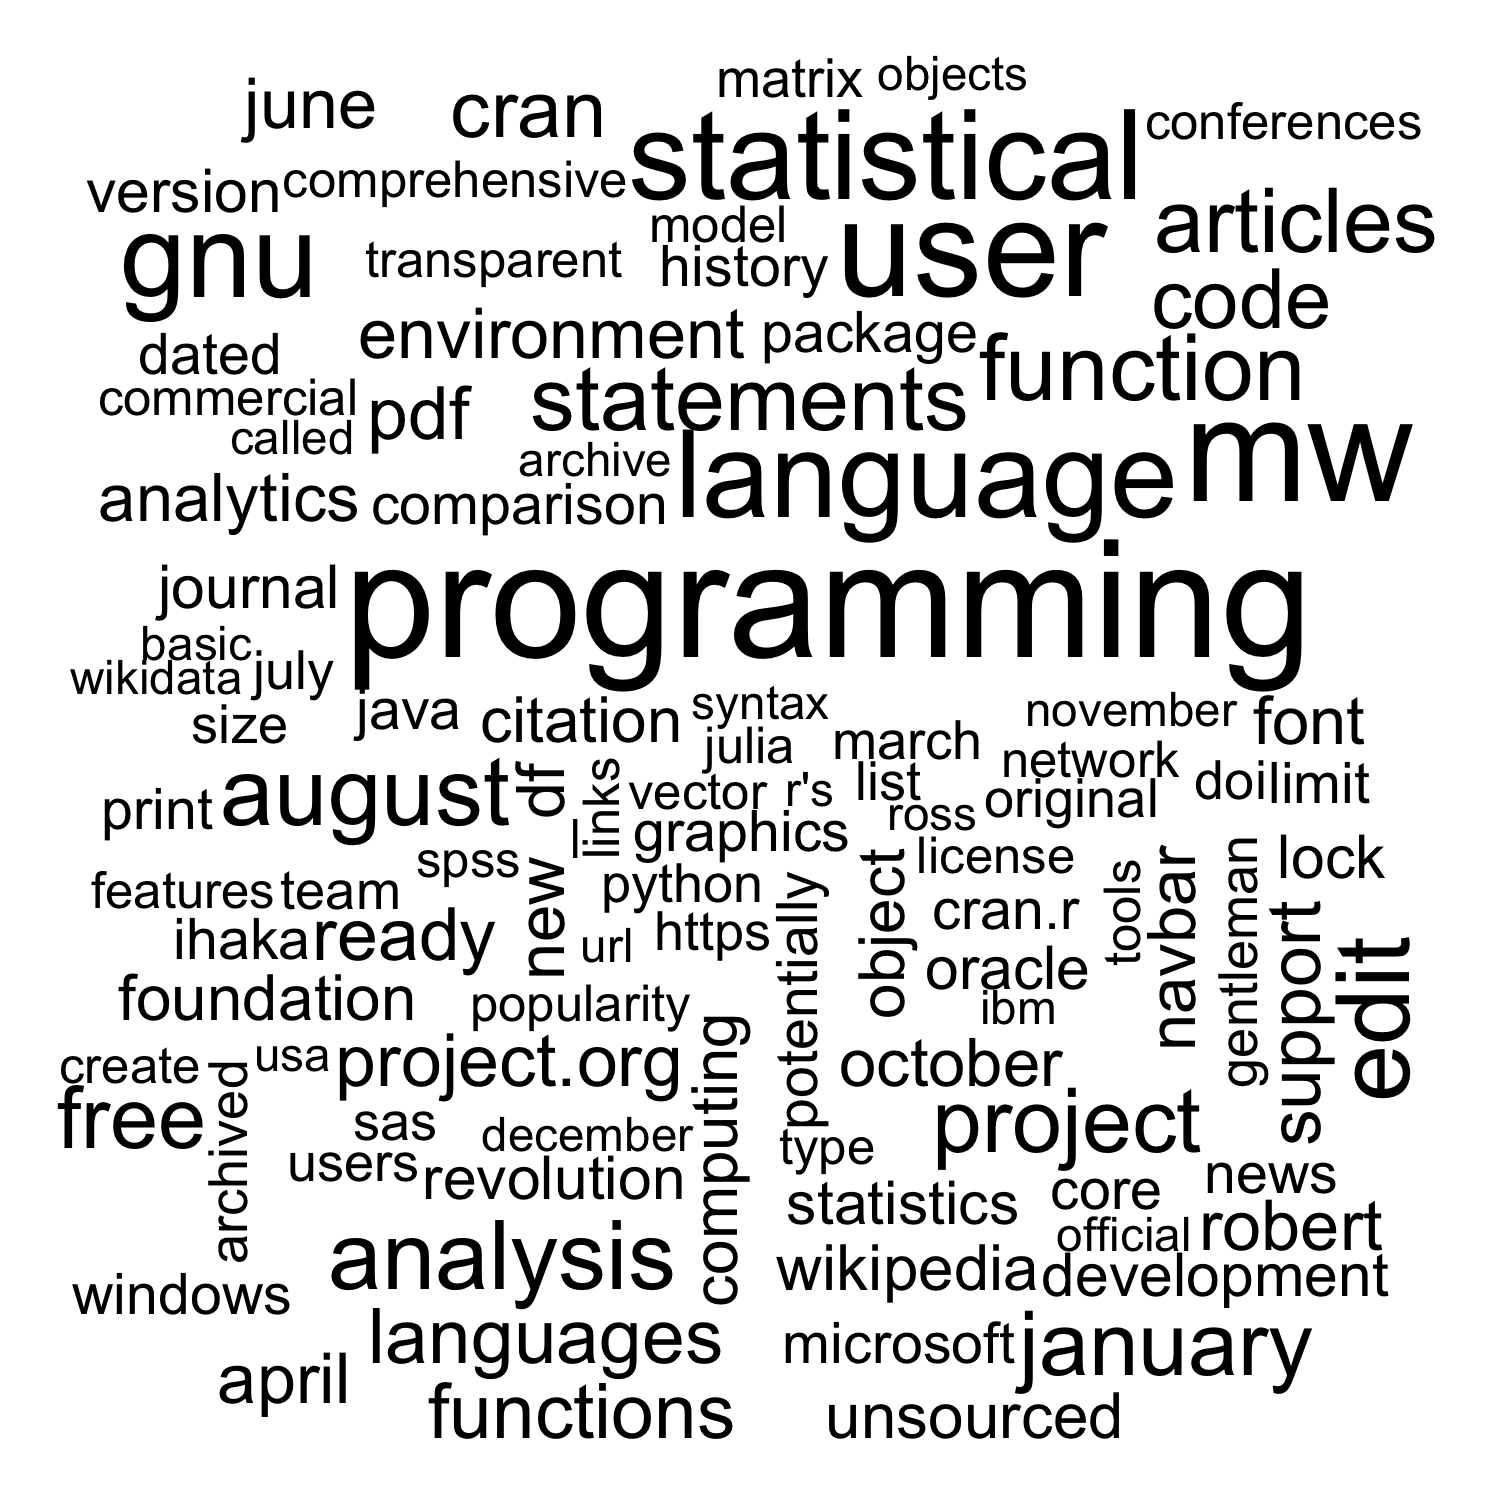 matrix objects
june cran statistical conferences
version comprehensive
model articles
gnu transparent history user
code
dated environment package function
commercial pdf statements
called mw
archive language
analytics comparison
journal programming
basic
wikidata july
size java citation syntax november font
julia march network
august df links vector r's list doi limit
print ross original
l graphics
spss new python object license tools navbar gentleman lock
features team potentially
ihaka ready url https cran.r support edit
foundation popularity oracle
ibm
create usa project.org computing october
free archived sas december project
users revolution type
statistics core news
analysis official robert
windows wikipedia development
languages microsoft january
april functions unsourced